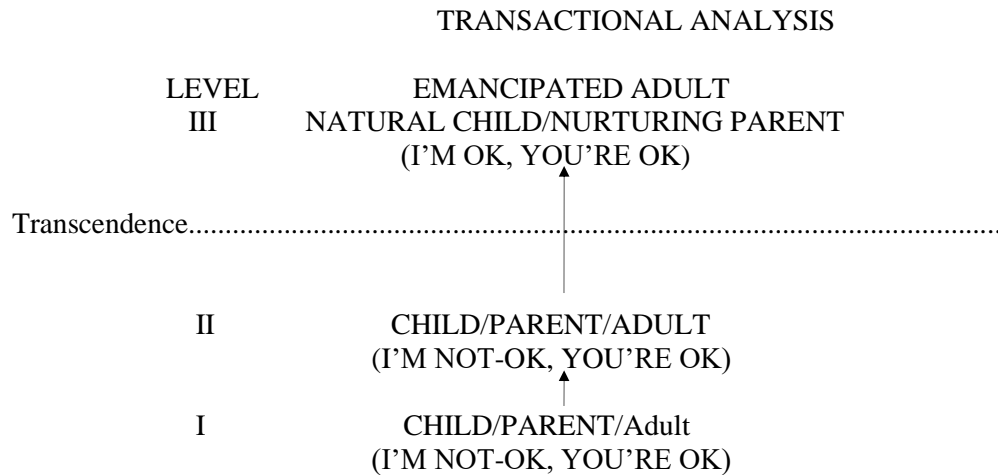 TRANSACTIONAL ANALYSIS
LEVEL EMANCIPATED ADULT
III NATURAL CHILD/NURTURING PARENT
(I’M OK, YOU’RE OK)
Transcendence..............................................................................................................
II CHILD/PARENT/ADULT
(I’M NOT-OK, YOU’RE OK)
I CHILD/PARENT/Adult
(I’M NOT-OK, YOU’RE OK)